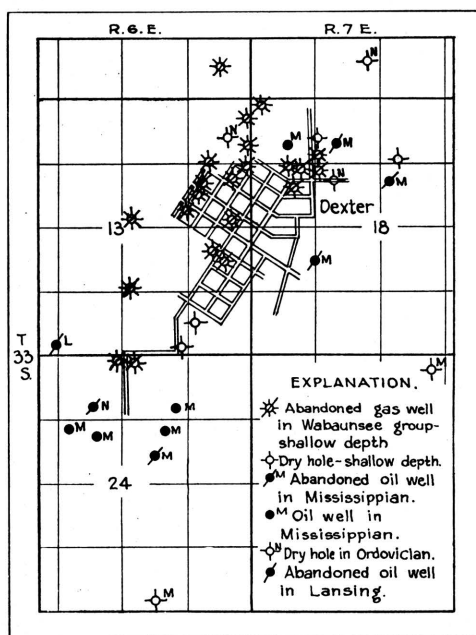 R.6.E. R.7 E.
N
N M M
M
N
Dexter
13 18
M
L
T
33
S.
M
N M
M M M
M
24
M
EXPLANATION.
Abandoned gas well
in Wabaunsee group-
shallow depth
Dry hole-shallow depth.
M Abandoned oil well
in Mississippian.
M Oil well in
Mississippian.
N Dry hole in Ordovician.
Abandoned oil well
in Lansing.